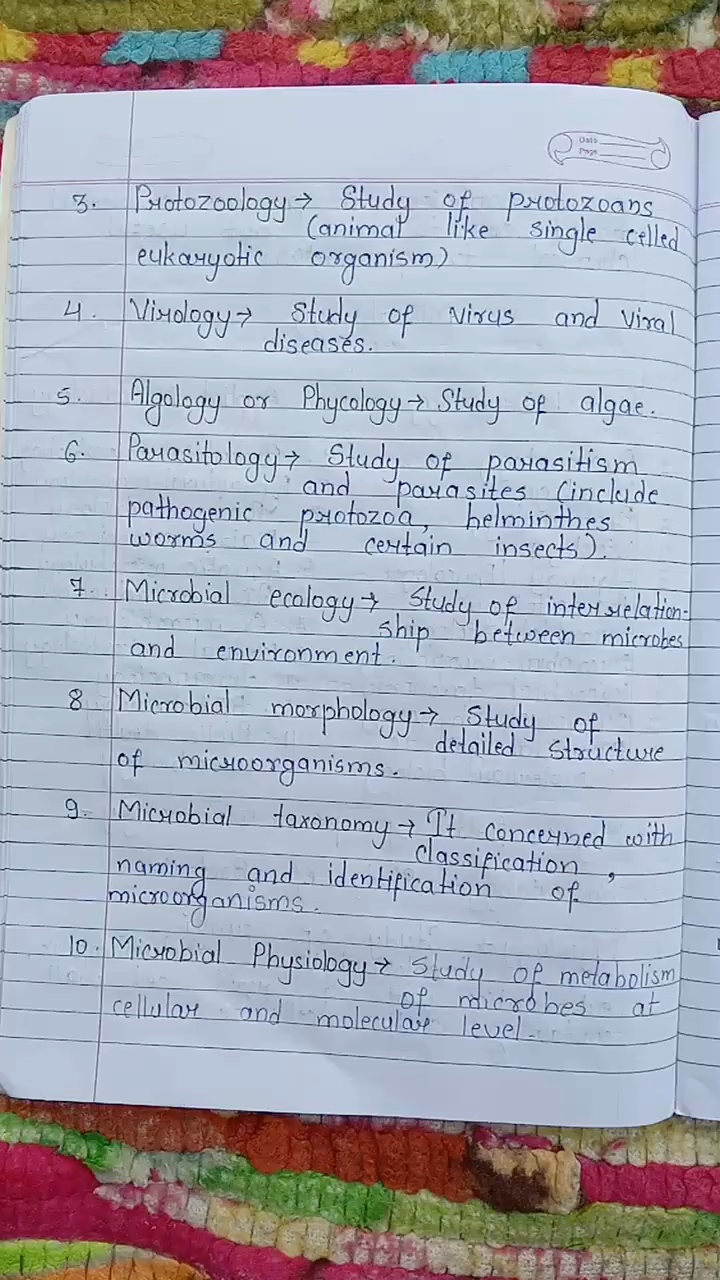 Date
Page
3. Protozoology → Study of protozoans
(animal like single celled
eukaryotic organism)
4. Virology → Study of virus and viral
diseases.
5. Algology or Phycology → Study of algae.
6. Parasitology → Study of parasitism
and parasites (include
pathogenic protozoa, helminthes
worms and certain insects).
7. Microbial ecology → Study of interrelation-
ship between microbes
and environment.
8 Microbial morphology → Study of
detailed structure
of microorganisms.
9. Microbial taxonomy → It concerned with
classification,
naming and identification of
microorganisms.
10. Microbial Physiology → Study of metabolism
of microbes at
cellular and molecular level.